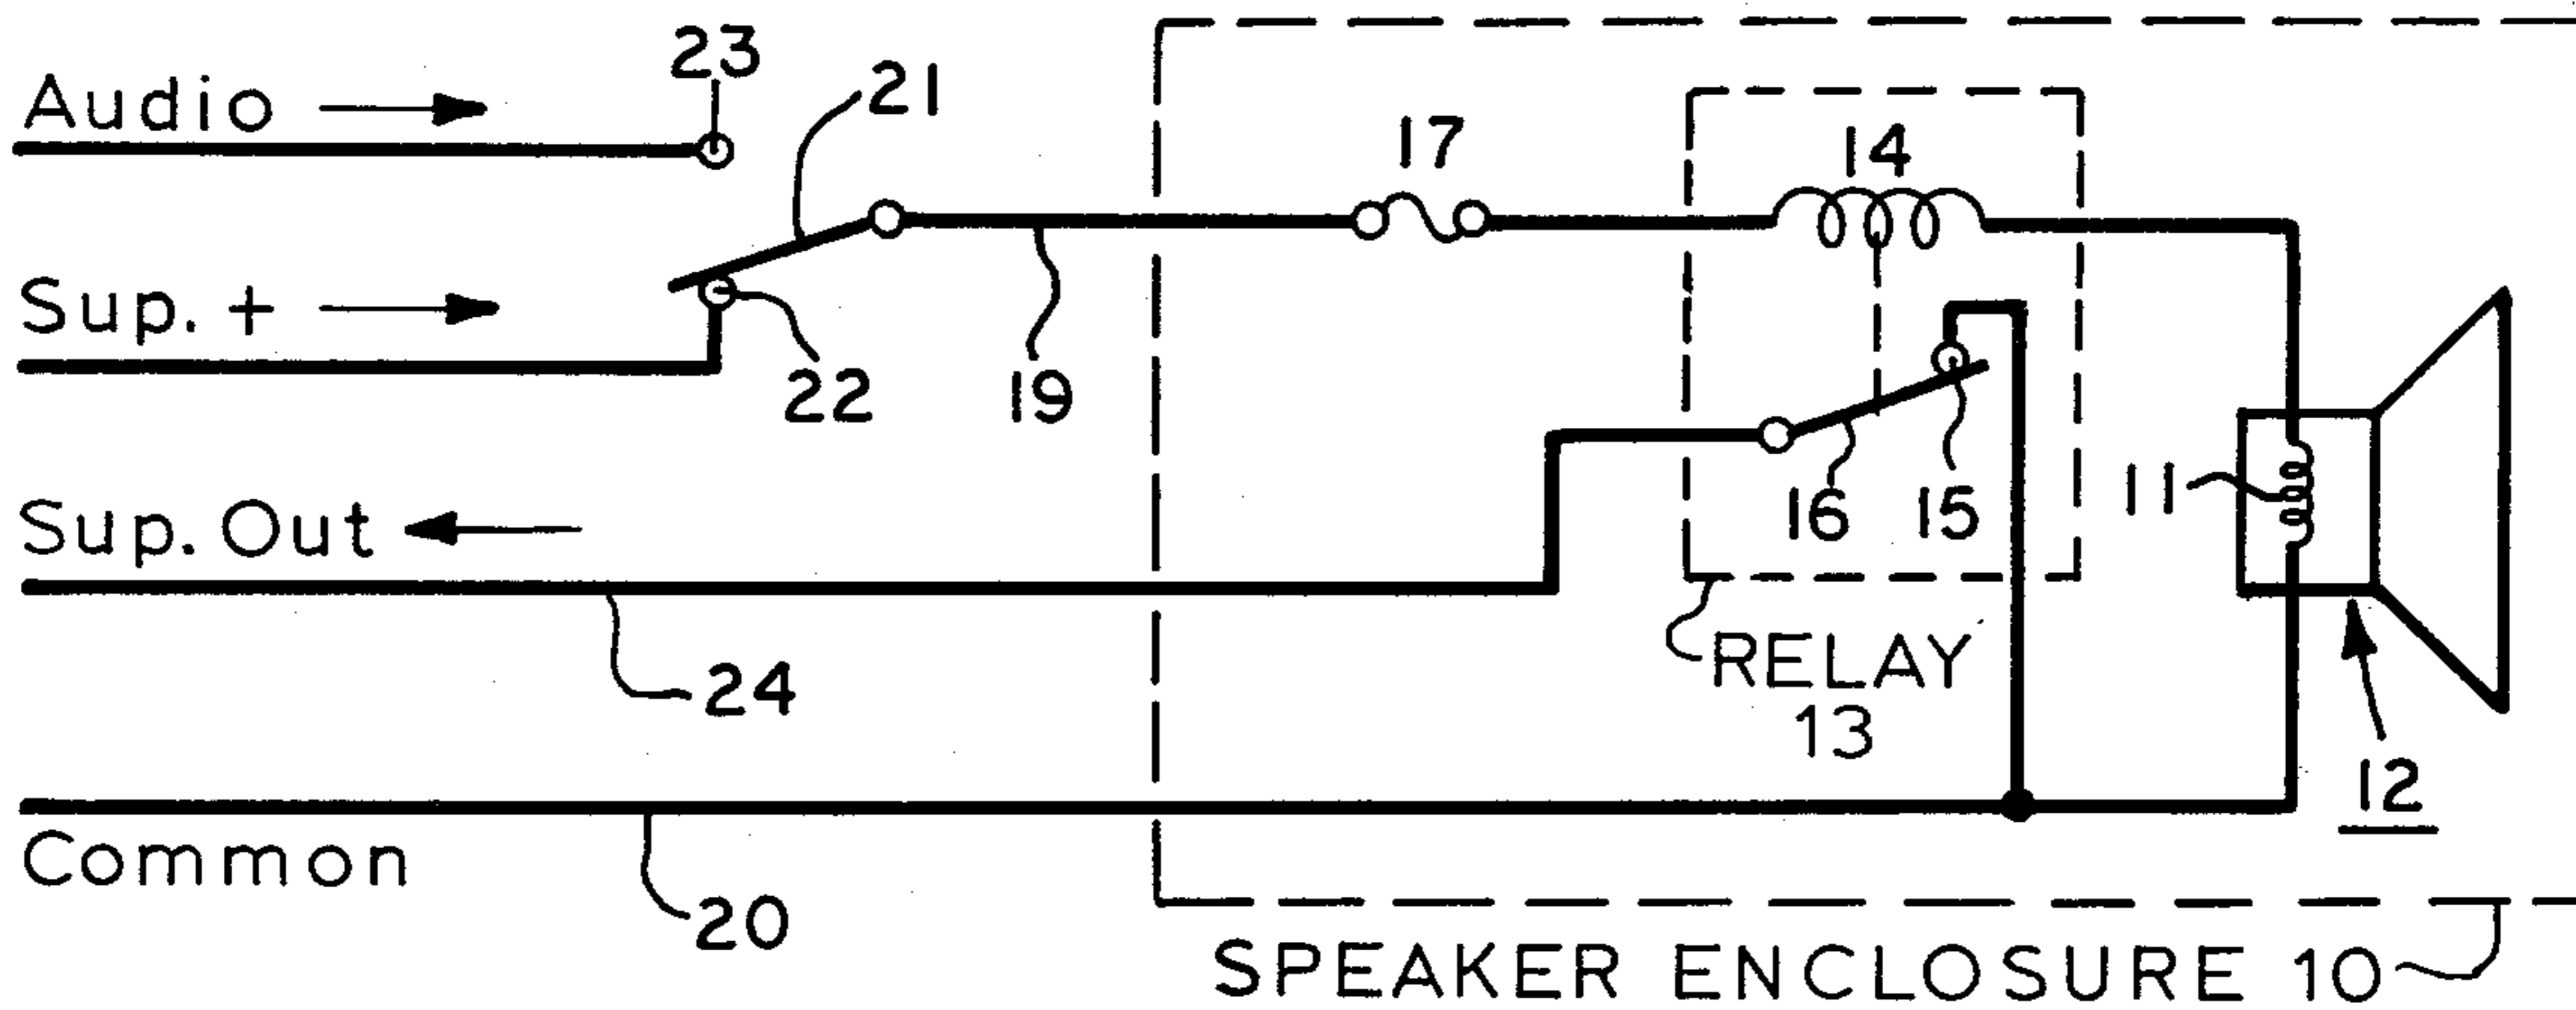 23
21
Audio
17
14
Sup. +
22
19
16
15
11
Sup. Out
24
RELAY
13
12
Common
20
SPEAKER ENCLOSURE 10